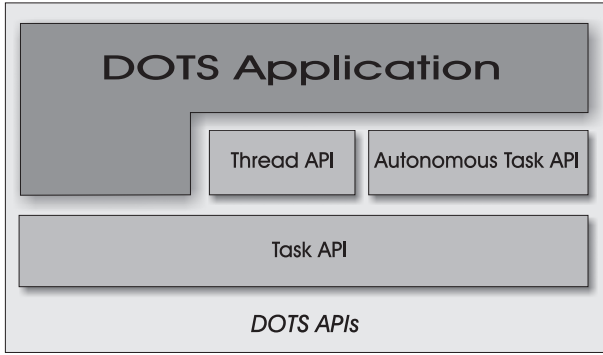 DOTS Application
Thread API
Autonomous Task API
Task API
DOTS APIs